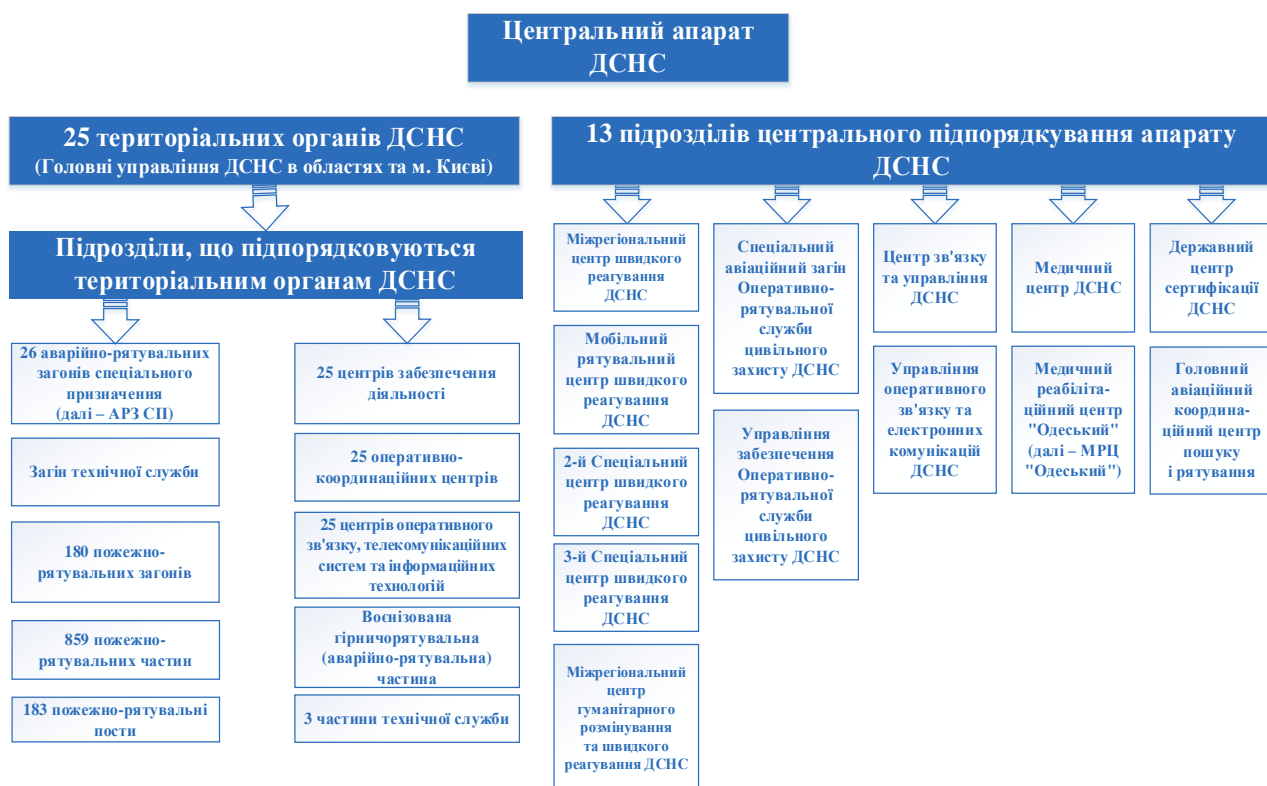 Центральний апарат
ДСНС
25 територіальних органів ДСНС
(Головні управління ДСНС в областях та м. Києві)
Підрозділи, що підпорядковуються
територіальним органам ДСНС
26 аварійно-рятувальних
загонів спеціального
призначення
(далі – АРЗ СП)
Загін технічної служби
180 пожежно-
рятувальних загонів
859 пожежно-
рятувальних частин
183 пожежно-рятувальні
пости
25 центрів забезпечення
діяльності
25 оперативно-
координаційних центрів
25 центрів оперативного
зв'язку, телекомунікаційних
систем та інформаційних
технологій
Воєнізована
гірничорятувальна
(аварійно-рятувальна)
частина
3 частини технічної служби
13 підрозділів центрального підпорядкування апарату
ДСНС
Міжрегіональний
центр швидкого
реагування
ДСНС
Мобільний
рятувальний
центр швидкого
реагування
ДСНС
2-й Спеціальний
центр швидкого
реагування
ДСНС
3-й Спеціальний
центр швидкого
реагування
ДСНС
Міжрегіональний
центр
гуманітарного
розмінування
та швидкого
реагування ДСНС
Спеціальний
авіаційний загін
Оперативно-
рятувальної
служби
цивільного
захисту ДСНС
Управління
забезпечення
Оперативно-
рятувальної
служби
цивільного
захисту ДСНС
Центр зв'язку
та управління
ДСНС
Управління
оперативного
зв'язку та
електронних
комунікацій
ДСНС
Медичний
центр ДСНС
Медичний
реабіліта-
ційний центр
"Одеський"
(далі – МРЦ
"Одеський")
Державний
центр
сертифікації
ДСНС
Головний
авіаційний
координа-
ційний центр
пошуку
і рятування